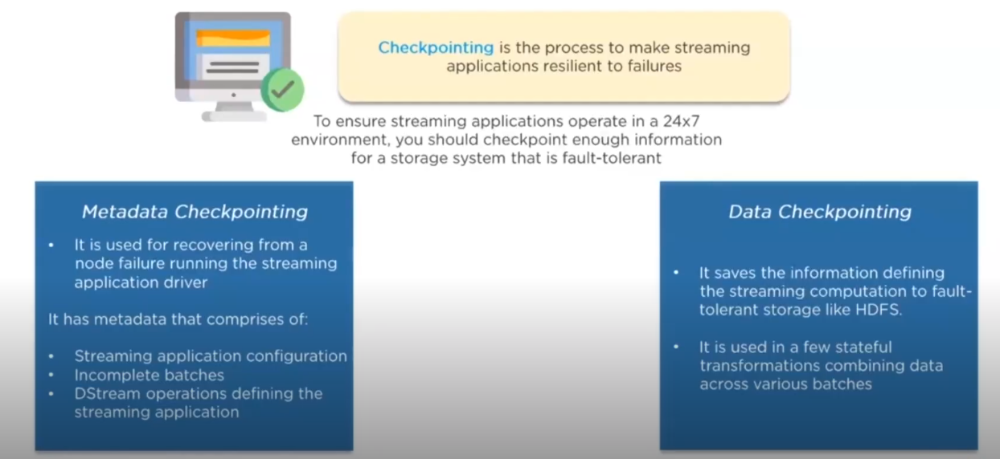 Checkpointing is the process to make streaming
applications resilient to failures
To ensure streaming applications operate in a 24x7
environment, you should checkpoint enough information
for a storage system that is fault-tolerant
Metadata Checkpointing
• It is used for recovering from a
node failure running the streaming
application driver
It has metadata that comprises of:
• Streaming application configuration
• Incomplete batches
• DStream operations defining the
streaming application
Data Checkpointing
• It saves the information defining
the streaming computation to fault-
tolerant storage like HDFS.
• It is used in a few stateful
transformations combining data
across various batches